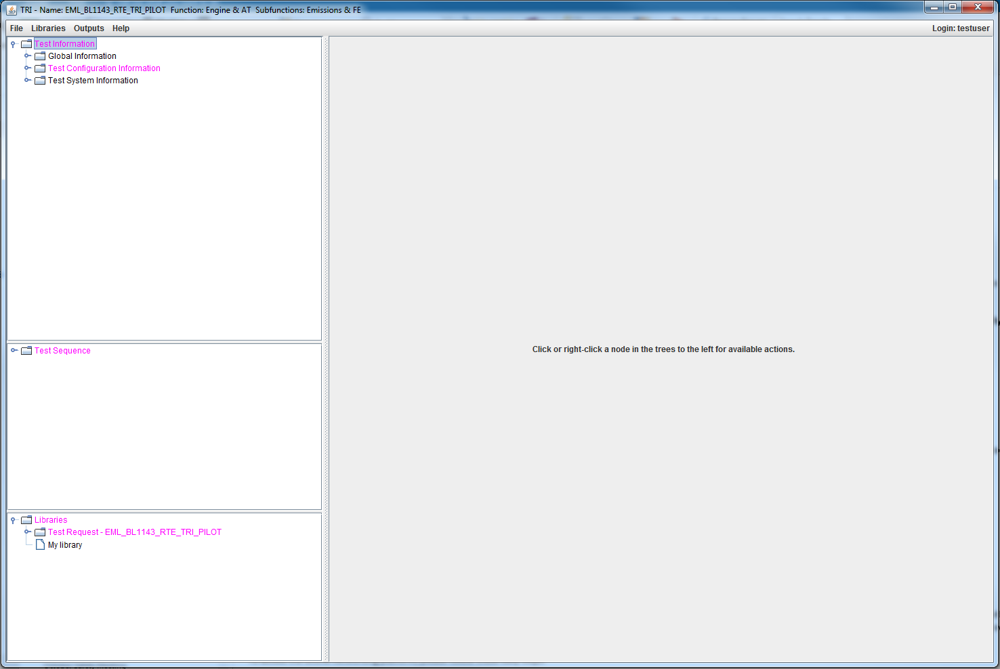 TRI - Name: EML_BL1143_RTE_TRI_PILOT  Function: Engine & AT  Subfunctions: Emissions & FE
File Libraries Outputs Help Login: testuser
Test Information
Global Information
Test Configuration Information
Test System Information
Test Sequence
Libraries
Test Request - EML_BL1143_RTE_TRI_PILOT
My library
Click or right-click a node in the trees to the left for available actions.